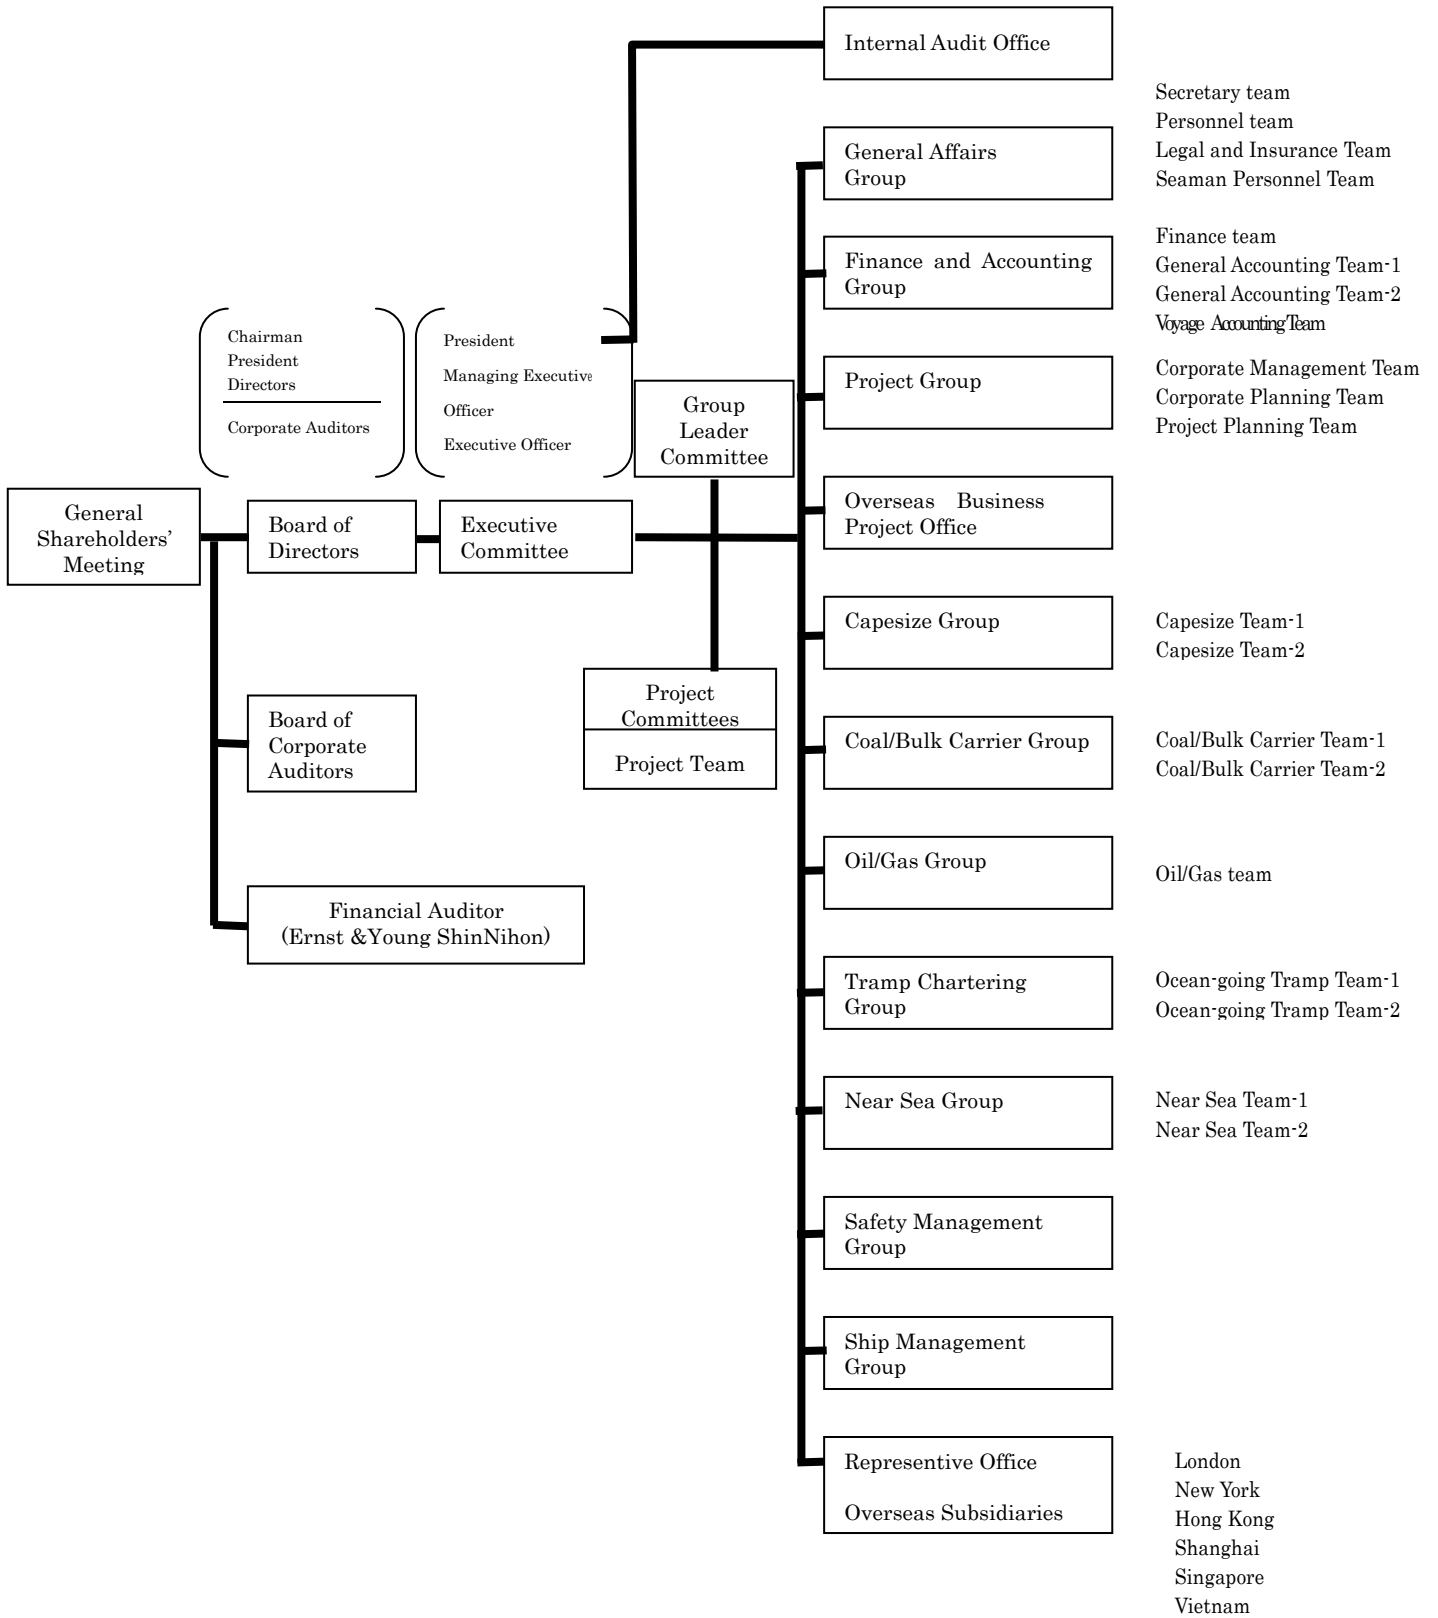 Internal Audit Office
Secretary team
Personnel team
Legal and Insurance Team
Seaman Personnel Team
General Affairs
Group
Finance team
General Accounting Team-1
General Accounting Team-2
Voyage Accounting Team
Finance and Accounting
Group
Chairman
President
Directors
Corporate Auditors
President
Managing Executive
Officer
Executive Officer
Group
Leader
Committee
Project Group
Corporate Management Team
Corporate Planning Team
Project Planning Team
General
Shareholders'
Meeting
Board of
Directors
Executive
Committee
Overseas Business
Project Office
Capesize Group
Capesize Team-1
Capesize Team-2
Board of
Corporate
Auditors
Project
Committees
Project Team
Coal/Bulk Carrier Group
Coal/Bulk Carrier Team-1
Coal/Bulk Carrier Team-2
Oil/Gas Group
Oil/Gas team
Financial Auditor
(Ernst &Young ShinNihon)
Tramp Chartering
Group
Ocean-going Tramp Team-1
Ocean-going Tramp Team-2
Near Sea Group
Near Sea Team-1
Near Sea Team-2
Safety Management
Group
Ship Management
Group
Representive Office
Overseas Subsidiaries
London
New York
Hong Kong
Shanghai
Singapore
Vietnam